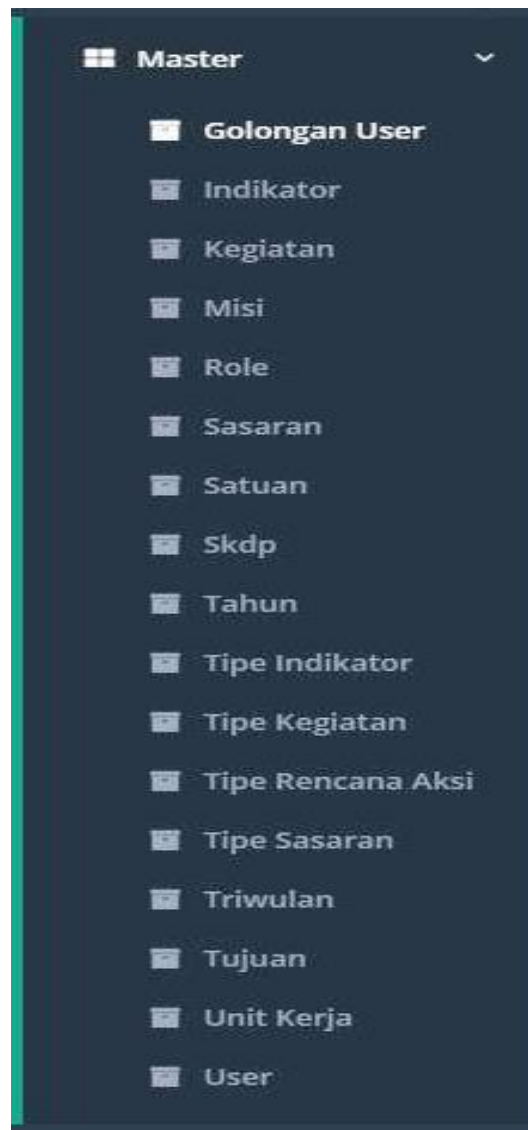 Master
Golongan User
Indikator
Kegiatan
Misi
Role
Sasaran
Satuan
Skdp
Tahun
Tipe Indikator
Tipe Kegiatan
Tipe Rencana Aksi
Tipe Sasaran
Triwulan
Tujuan
Unit Kerja
User